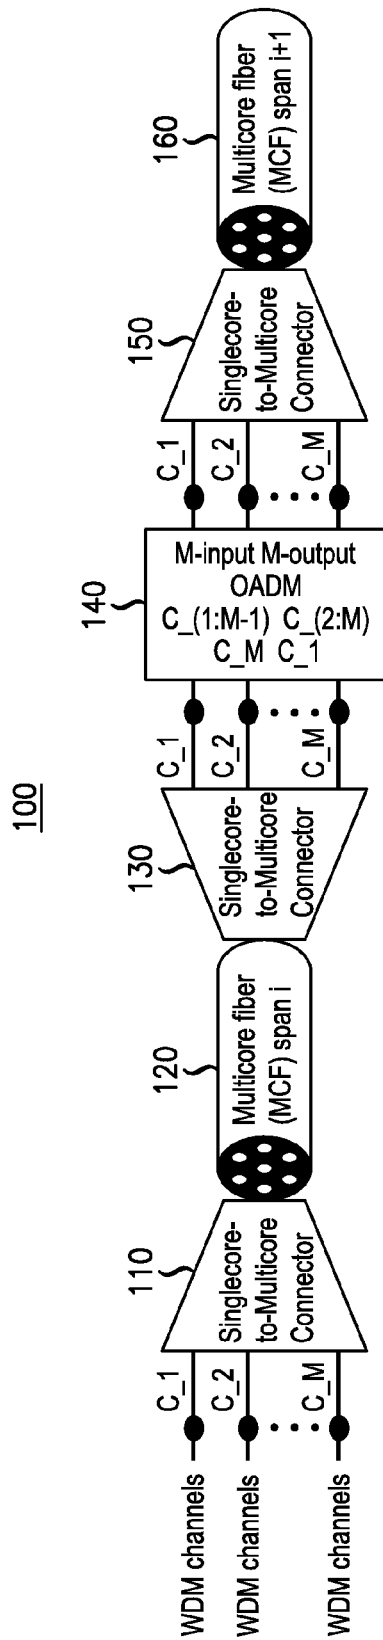 100
WDM channels
WDM channels
WDM channels
C_1
C_2
C_M
110
Singlecore-
to-Multicore
Connector
120
Multicore fiber
(MCF) span i
130
Singlecore-
to-Multicore
Connector
C_1
C_2
C_M
140
M-input M-output
OADM
C_(1:M-1) C_(2:M)
C_M C_1
C_1
C_2
C_M
150
Singlecore-
to-Multicore
Connector
160
Multicore fiber
(MCF) span i+1